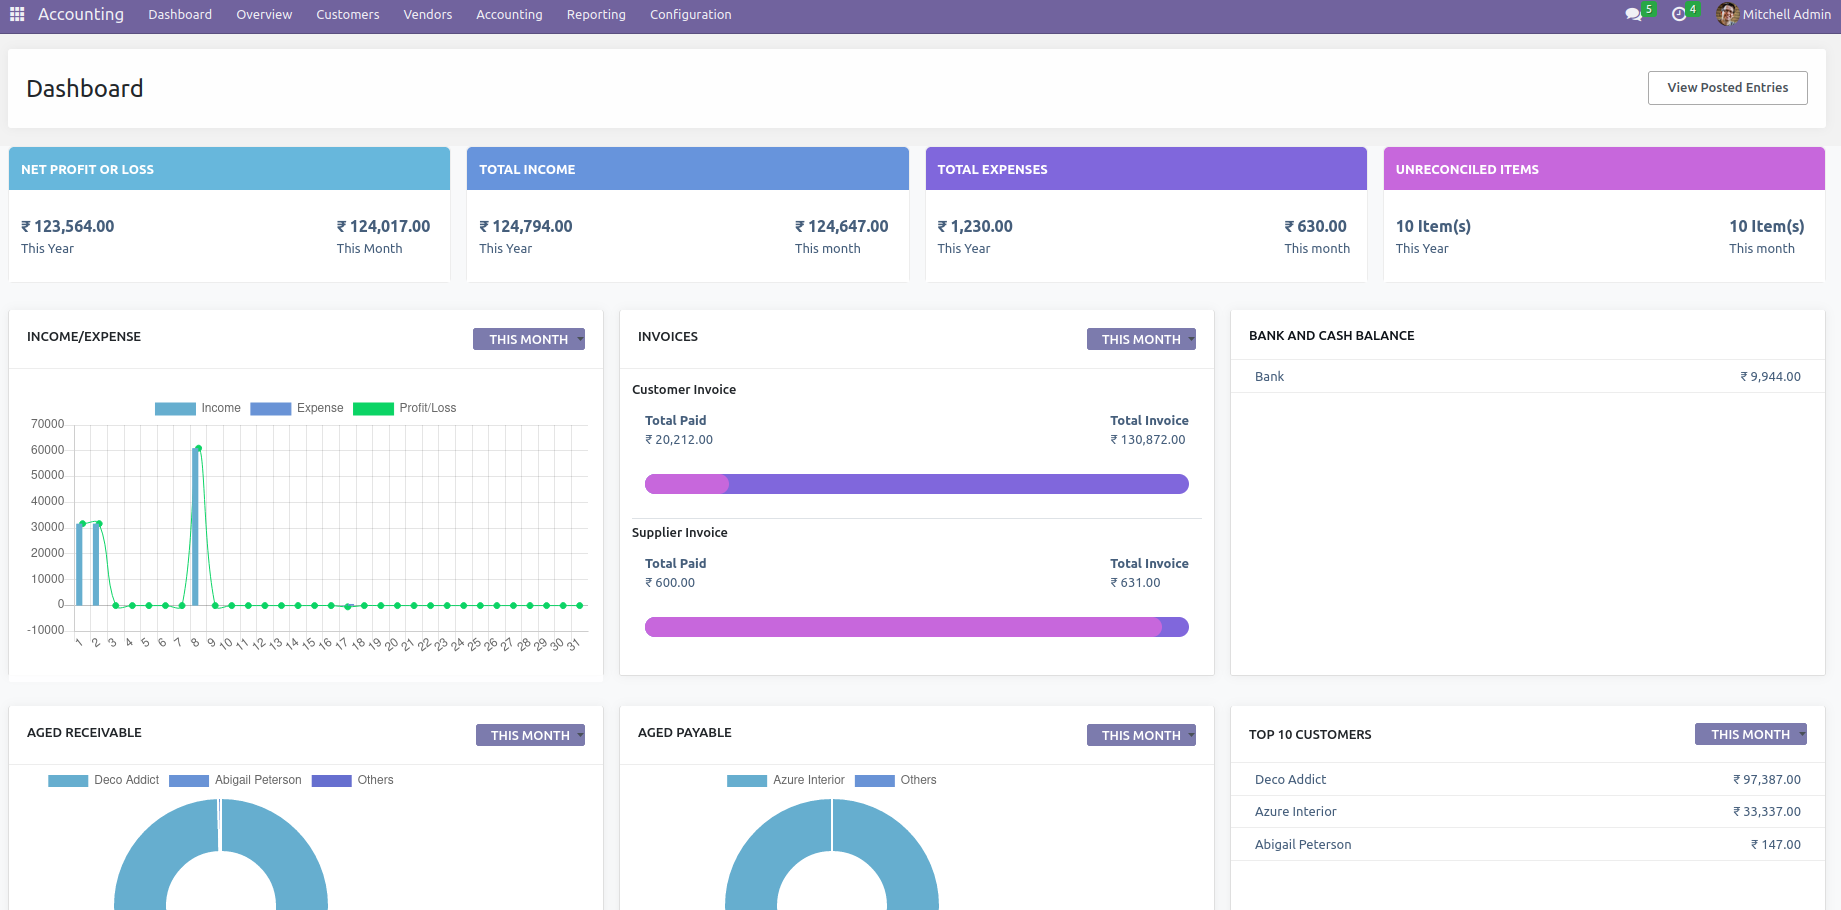 Accounting Dashboard Overview Customers Vendors Accounting Reporting Configuration 5 4 Mitchell Admin
Dashboard
View Posted Entries
NET PROFIT OR LOSS
₹ 123,564.00 ₹ 124,017.00
This Year This Month
TOTAL INCOME
₹ 124,794.00 ₹ 124,647.00
This Year This month
TOTAL EXPENSES
₹ 1,230.00 ₹ 630.00
This Year This month
UNRECONCILED ITEMS
10 Item(s) 10 Item(s)
This Year This month
INCOME/EXPENSE THIS MONTH
Income Expense Profit/Loss
70000
60000
50000
40000
30000
20000
10000
0
-10000
1 2 3 4 5 6 7 8 9 10 11 12 13 14 15 16 17 18 19 20 21 22 23 24 25 26 27 28 29 30 31
INVOICES THIS MONTH
Customer Invoice
Total Paid Total Invoice
₹ 20,212.00 ₹ 130,872.00
Supplier Invoice
Total Paid Total Invoice
₹ 600.00 ₹ 631.00
BANK AND CASH BALANCE
Bank ₹ 9,944.00
AGED RECEIVABLE THIS MONTH
Deco Addict Abigail Peterson Others
AGED PAYABLE THIS MONTH
Azure Interior Others
TOP 10 CUSTOMERS THIS MONTH
Deco Addict ₹ 97,387.00
Azure Interior ₹ 33,337.00
Abigail Peterson ₹ 147.00